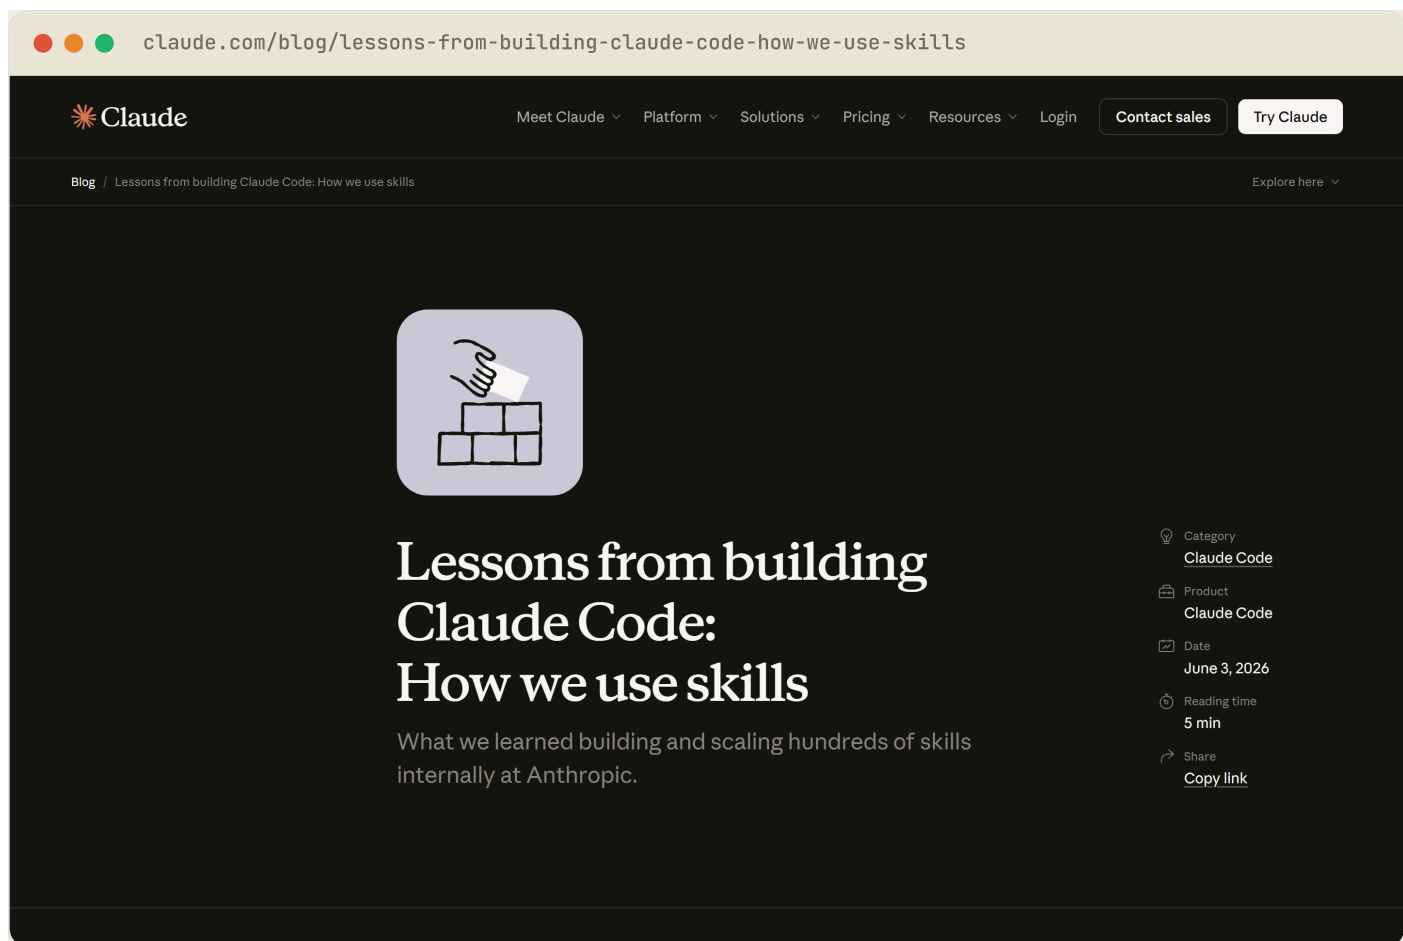 claude.com/blog/lessons-from-building-claude-code-how-we-use-skills
Claude
Meet Claude
Platform
Solutions
Pricing
Resources
Login
Contact sales
Try Claude
Blog / Lessons from building Claude Code: How we use skills
Explore here
Lessons from building
Claude Code:
How we use skills
What we learned building and scaling hundreds of skills
internally at Anthropic.
Category
Claude Code
Product
Claude Code
Date
June 3, 2026
Reading time
5 min
Share
Copy link